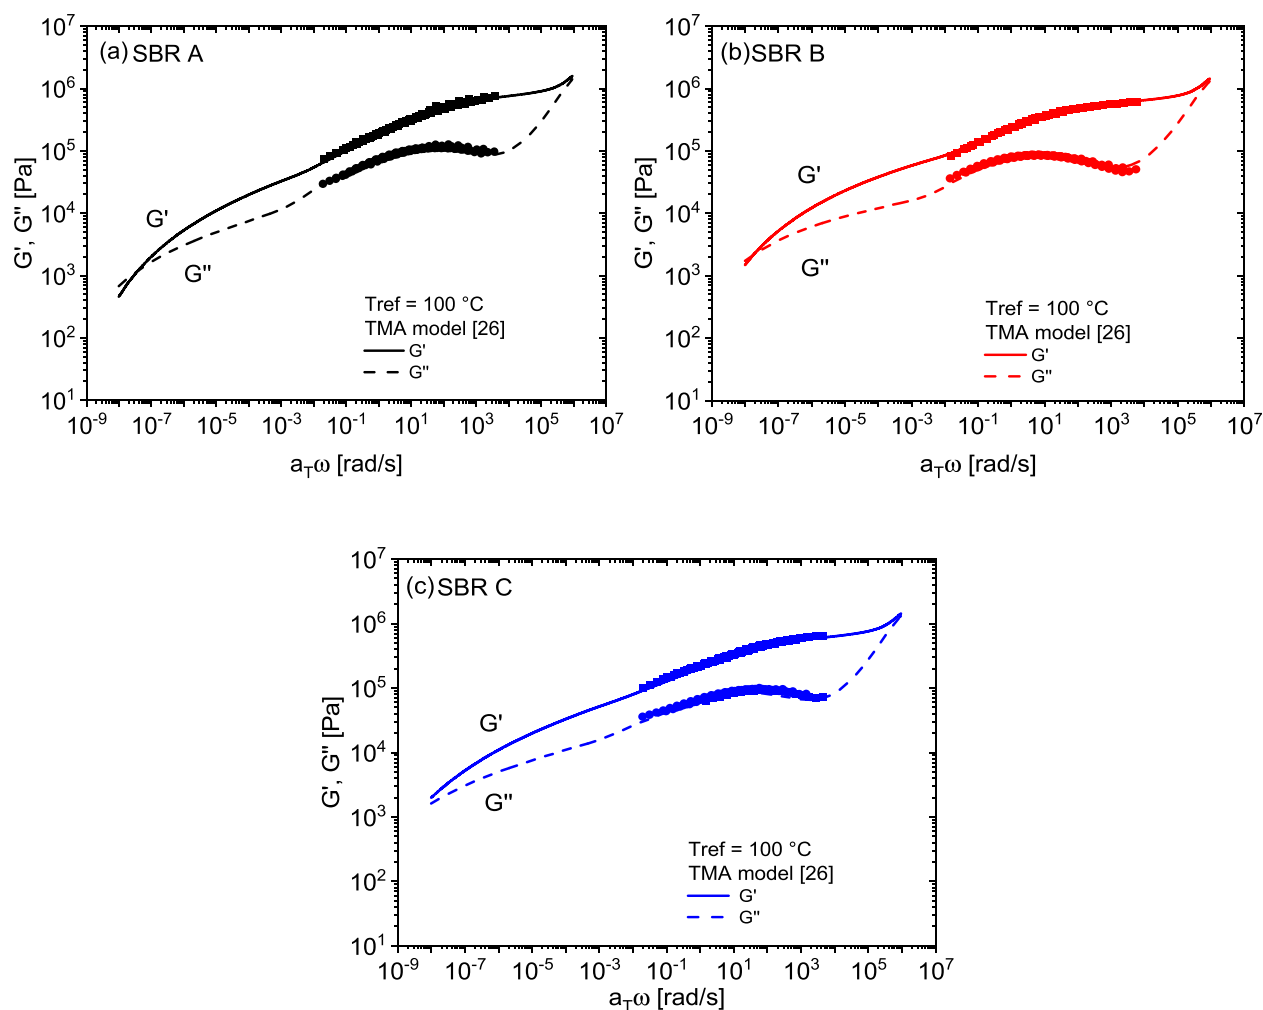 (a) SBR A
G', G" [Pa]
10^7
10^6
10^5
10^4
10^3
10^2
10^1
G'
G"
Tref = 100 °C
TMA model [26]
G'
G"
10^-9 10^-7 10^-5 10^-3 10^-1 10^1 10^3 10^5 10^7
a_Tω [rad/s]
(b) SBR B
G', G" [Pa]
10^7
10^6
10^5
10^4
10^3
10^2
10^1
G'
G"
Tref = 100 °C
TMA model [26]
G'
G"
10^-9 10^-7 10^-5 10^-3 10^-1 10^1 10^3 10^5 10^7
a_Tω [rad/s]
(c) SBR C
G', G" [Pa]
10^7
10^6
10^5
10^4
10^3
10^2
10^1
G'
G"
Tref = 100 °C
TMA model [26]
G'
G"
10^-9 10^-7 10^-5 10^-3 10^-1 10^1 10^3 10^5 10^7
a_Tω [rad/s]